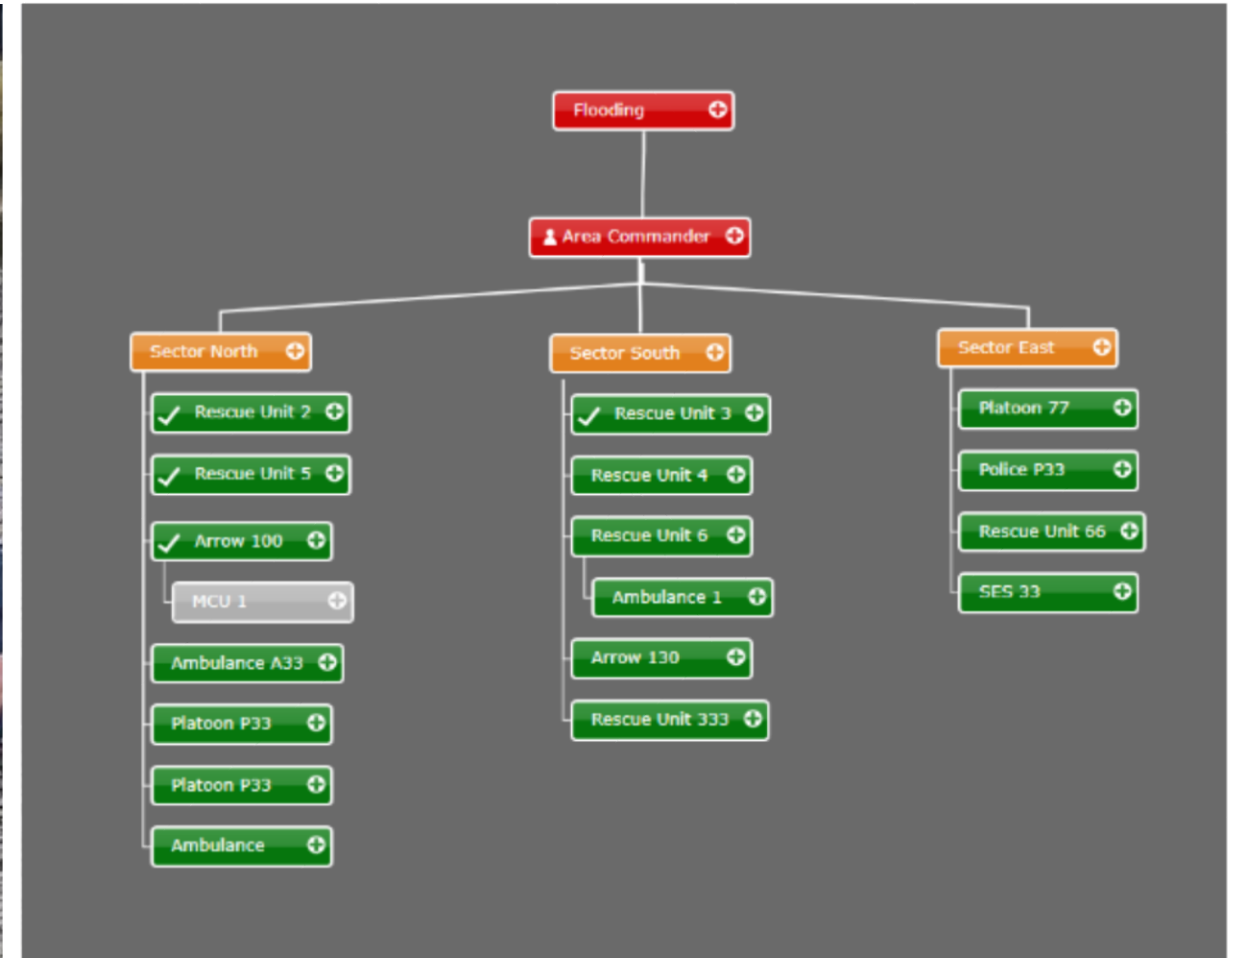 Flooding
Area Commander
Sector North
Rescue Unit 2
Rescue Unit 5
Arrow 100
MCU 1
Ambulance A33
Platoon P33
Platoon P33
Ambulance
Sector South
Rescue Unit 3
Rescue Unit 4
Rescue Unit 6
Ambulance 1
Arrow 130
Rescue Unit 333
Sector East
Platoon 77
Police P33
Rescue Unit 66
SES 33